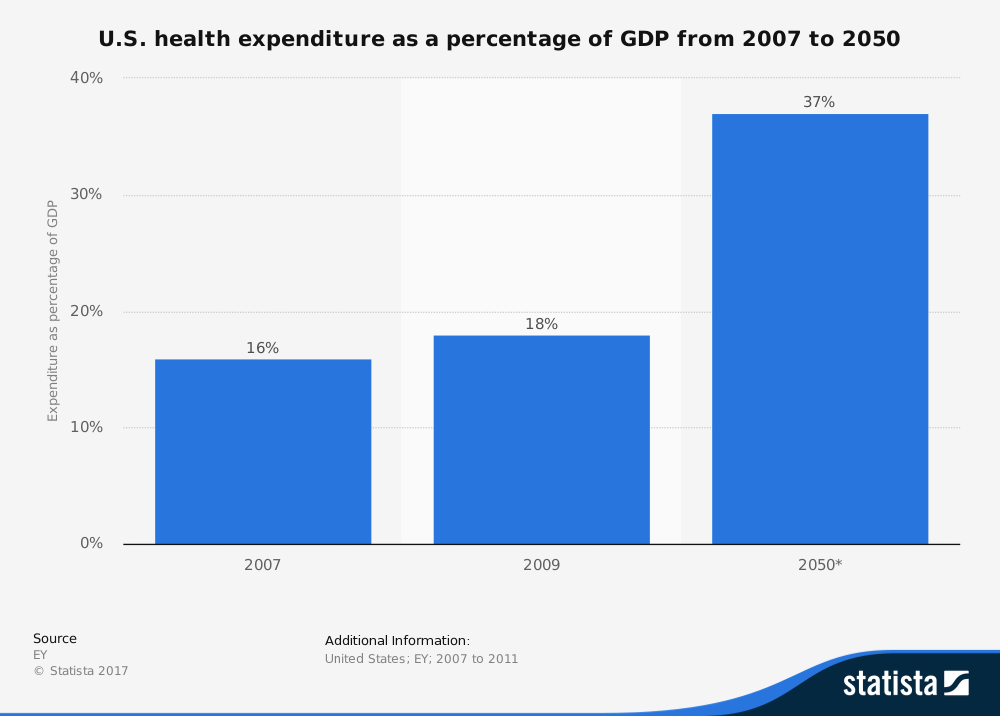 U.S. health expenditure as a percentage of GDP from 2007 to 2050
Expenditure as percentage of GDP
40%
30%
20%
10%
0%
16%
18%
37%
2007
2009
2050*
Source
EY
© Statista 2017
Additional Information:
United States; EY; 2007 to 2011
statista